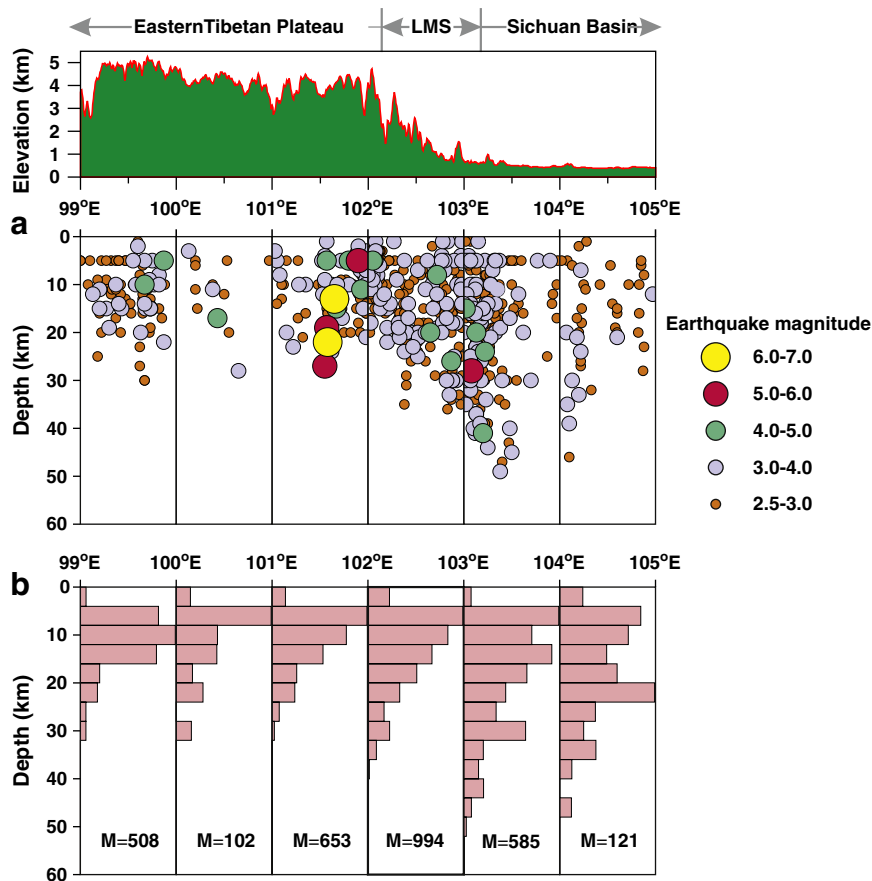 EasternTibetan Plateau LMS Sichuan Basin
Elevation (km)
5
4
3
2
1
0
99°E 100°E 101°E 102°E 103°E 104°E 105°E
a
Depth (km)
0
10
20
30
40
50
60
Earthquake magnitude
6.0-7.0
5.0-6.0
4.0-5.0
3.0-4.0
2.5-3.0
99°E 100°E 101°E 102°E 103°E 104°E 105°E
b
Depth (km)
0
10
20
30
40
50
60
M=508 M=102 M=653 M=994 M=585 M=121